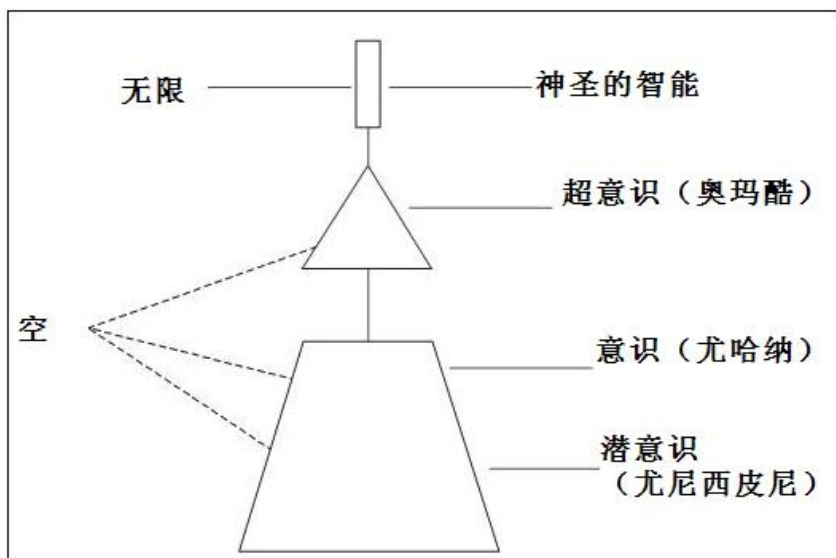 无限
神圣的智能
超意识（奥玛酷）
空
意识（尤哈纳）
潜意识
（尤尼西皮尼）